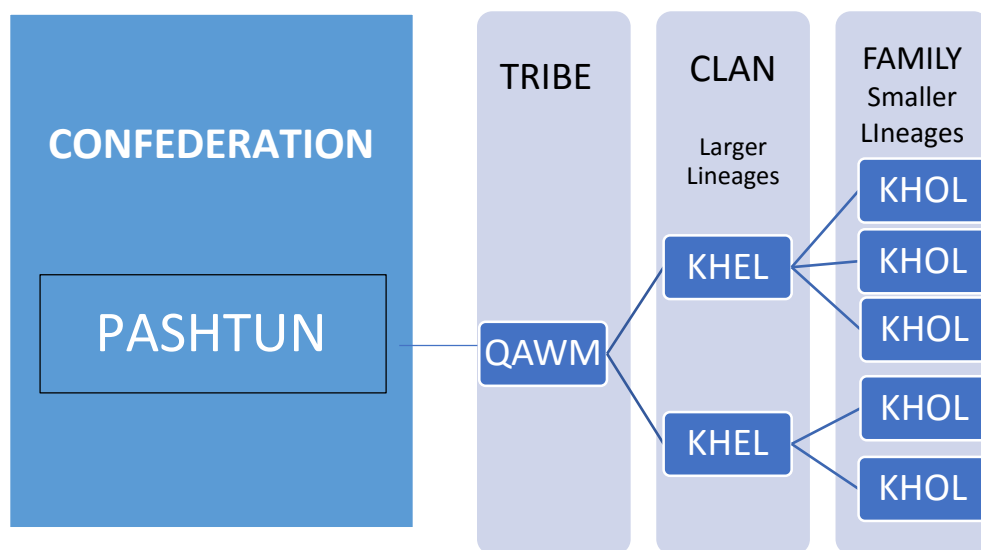 CONFEDERATION
PASHTUN
TRIBE
QAWM
CLAN
Larger
Lineages
KHEL
KHEL
FAMILY
Smaller
LIneages
KHOL
KHOL
KHOL
KHOL
KHOL